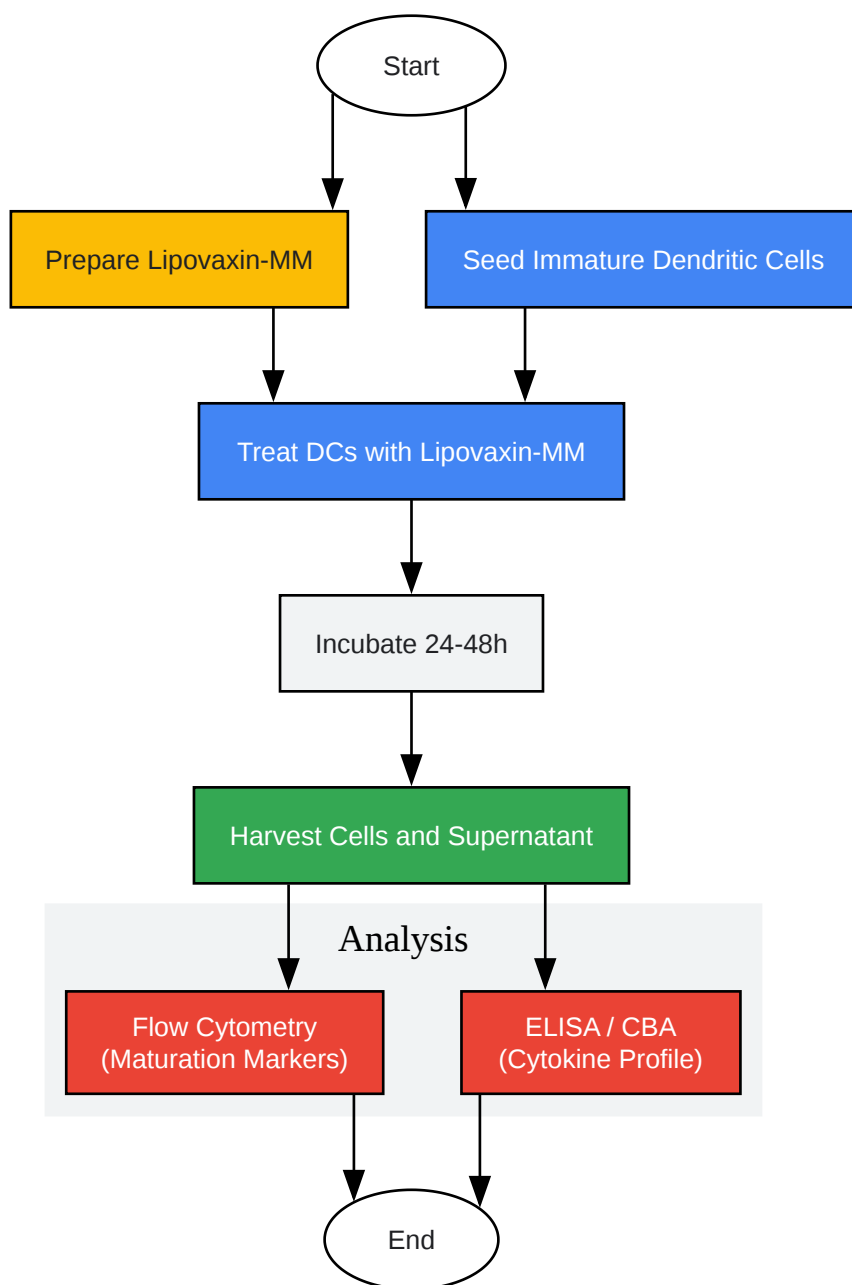 Start
Prepare Lipovaxin-MM
Seed Immature Dendritic Cells
Treat DCs with Lipovaxin-MM
Incubate 24-48h
Harvest Cells and Supernatant
Analysis
Flow Cytometry
(Maturation Markers)
ELISA / CBA
(Cytokine Profile)
End